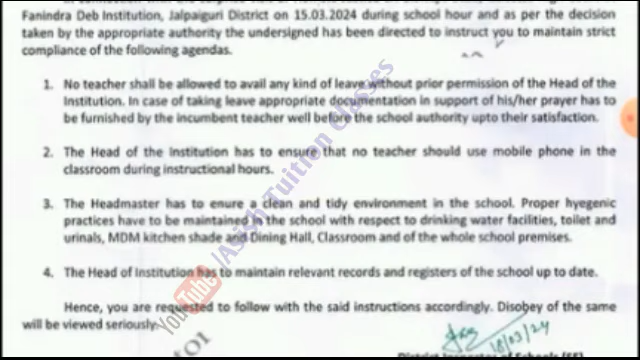 Fanindra Deb Institution, Jalpaiguri District on 15.03.2024 during school hour and as per the decision
taken by the appropriate authority the undersigned has been directed to instruct you to maintain strict
compliance of the following agendas.
1. No teacher shall be allowed to avail any kind of leave without prior permission of the Head of the
Institution. In case of taking leave appropriate documentation in support of his/her prayer has to
be furnished by the incumbent teacher well before the school authority upto their satisfaction.
2. The Head of the Institution has to ensure that no teacher should use mobile phone in the
classroom during instructional hours.
3. The Headmaster has to enure a clean and tidy environment in the school. Proper hyegenic
practices have to be maintained in the school with respect to drinking water facilities, toilet and
urinals, MDM kitchen shade and Dining Hall, Classroom and of the whole school premises.
4. The Head of Institution has to maintain relevant records and registers of the school up to date.
Hence, you are requested to follow with the said instructions accordingly. Disobey of the same
will be viewed seriously.
18/03/24
YouTube/Asish Tuition Classes